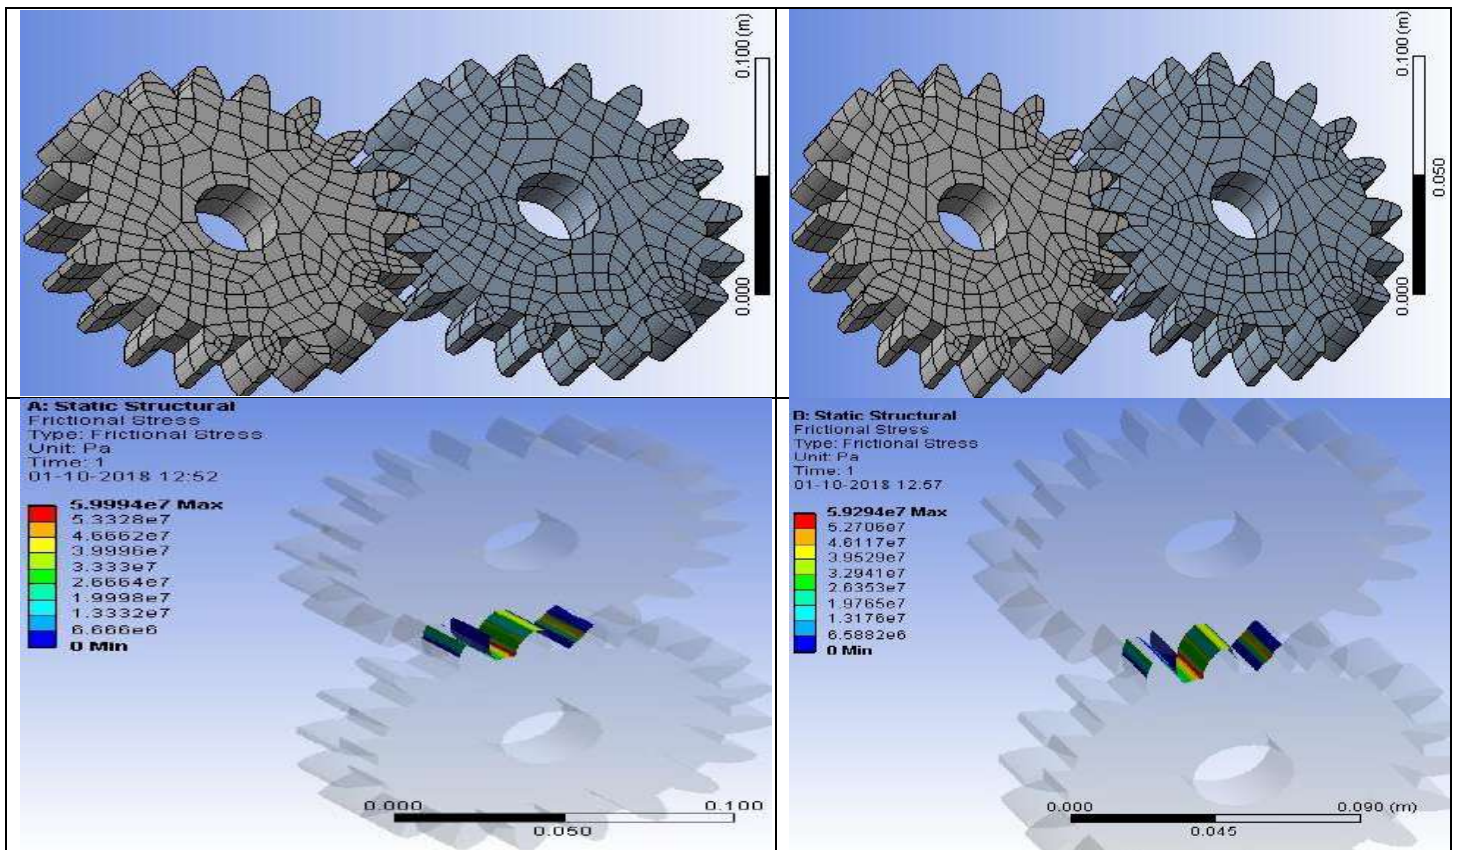 0.100 (m)
0.000
0.100 (m)
0.050
0.000
A: Static Structural
Frictional Stress
Type: Frictional Stress
Unit: Pa
Time: 1
01-10-2018 12:52
5.9994e7 Max
5.3328e7
4.6662e7
3.9996e7
3.333e7
2.6664e7
1.9998e7
1.3332e7
6.666e6
0 Min
0.000
0.100
0.050
B: Static Structural
Frictional Stress
Type: Frictional Stress
Unit: Pa
Time: 1
01-10-2018 12:57
5.9294e7 Max
5.2706e7
4.6117e7
3.9529e7
3.2941e7
2.6353e7
1.9765e7
1.3176e7
6.5882e6
0 Min
0.000
0.090 (m)
0.045